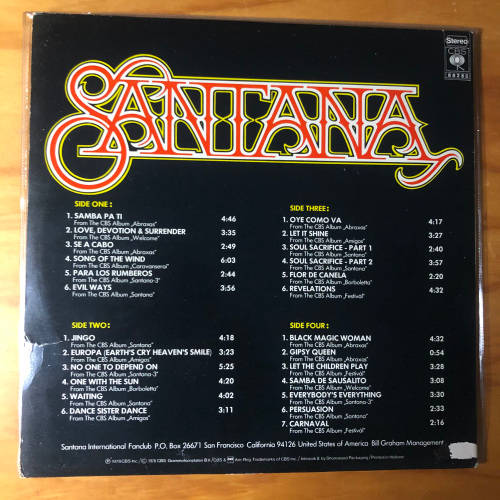 Stereo
CBS
88282
SANTANA
SIDE ONE:
1. SAMBA PA TI 4:46
From The CBS Album „Abraxas"
2. LOVE, DEVOTION & SURRENDER 3:35
From The CBS Album „Welcome"
3. SE A CABO 2:49
From The CBS Album „Abraxas"
4. SONG OF THE WIND 6:03
From The CBS Album „Caravanserai"
5. PARA LOS RUMBEROS 2:44
From The CBS Album „Santana-3"
6. EVIL WAYS 3:56
From The CBS Album „Santana"
SIDE TWO:
1. JINGO 4:18
From The CBS Album „Santana"
2. EUROPA (EARTH'S CRY HEAVEN'S SMILE) 3:23
From The CBS Album „Amigos"
3. NO ONE TO DEPEND ON 5:25
From The CBS Album „Santana-3"
4. ONE WITH THE SUN 4:20
From The CBS Album „Borboletta"
5. WAITING 4:02
From The CBS Album „Santana"
6. DANCE SISTER DANCE 3:11
From The CBS Album „Amigos"
SIDE THREE:
1. OYE COMO VA 4:17
From The CBS Album „Abraxas"
2. LET IT SHINE 3:27
From The CBS Album „Amigos"
3. SOUL SACRIFICE - PART 1 2:40
From The CBS Album „Santana"
4. SOUL SACRIFICE - PART 2 3:57
From The CBS Album „Santana"
5. FLOR DE CANELA 2:20
From The CBS Album „Borboletta"
6. REVELATIONS 4:32
From The CBS Album „Festival"
SIDE FOUR:
1. BLACK MAGIC WOMAN 4:32
From The CBS Album „Abraxas"
2. GIPSY QUEEN 0:54
From The CBS Album „Abraxas"
3. LET THE CHILDREN PLAY 3:28
From The CBS Album „Festival"
4. SAMBA DE SAUSALITO 3:08
From The CBS Album „Welcome"
5. EVERYBODY'S EVERYTHING 3:30
From The CBS Album „Santana-3"
6. PERSUASION 2:33
From The CBS Album „Santana"
7. CARNAVAL 2:16
From The CBS Album „Festival"
Santana International Fanclub P.O. Box 26671 San Francisco California 94126 United States of America Bill Graham Management